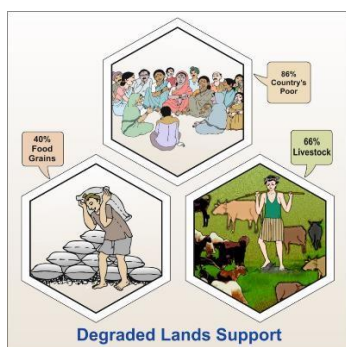 86%
Country's
Poor
40%
Food
Grains
66%
Livestock
Degraded Lands Support